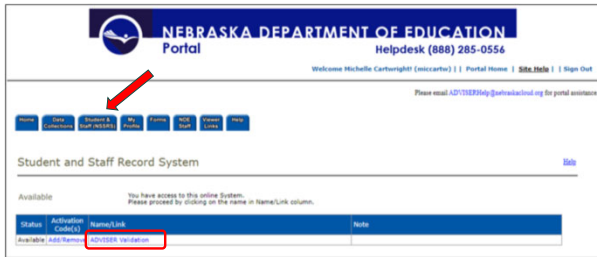 NEBRASKA DEPARTMENT OF EDUCATION
Portal Helpdesk (888) 285-0556
Welcome Michelle Cartwright! (miccartw) | | Portal Home | Site Help | | Sign Out
Please email ADVISERHelp@nebraskacloud.org for portal assistance
Home Data Collections Student & Staff (NSSRS) My Profile Forms NDE Staff Viewer Links Help
Student and Staff Record System Help
Available You have access to this online System.
Please proceed by clicking on the name in Name/Link column.
Status Activation Code(s) Name/Link Note
Available Add/Remove ADVISER Validation